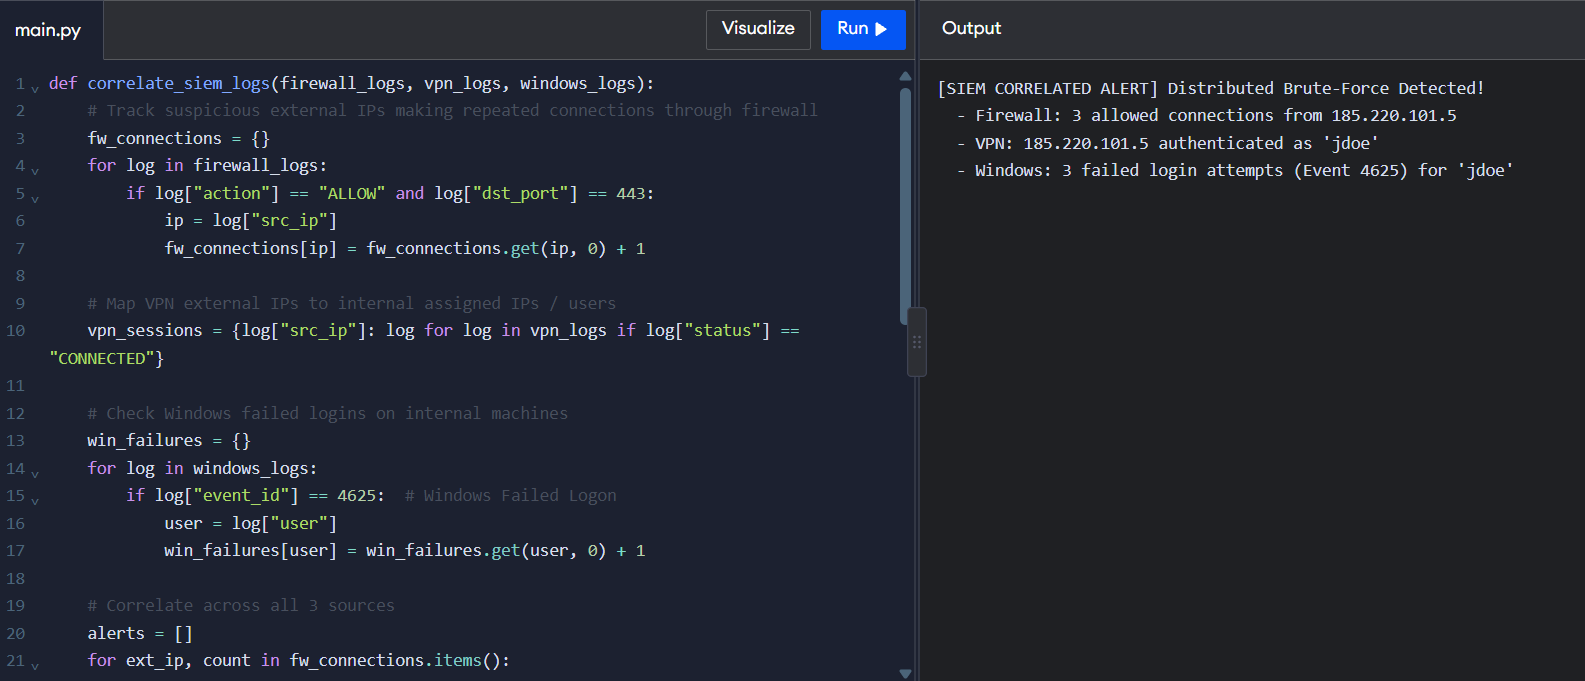 main.py
Visualize
Run
1 def correlate_siem_logs(firewall_logs, vpn_logs, windows_logs):
2     # Track suspicious external IPs making repeated connections through firewall
3     fw_connections = {}
4     for log in firewall_logs:
5         if log["action"] == "ALLOW" and log["dst_port"] == 443:
6             ip = log["src_ip"]
7             fw_connections[ip] = fw_connections.get(ip, 0) + 1
8
9     # Map VPN external IPs to internal assigned IPs / users
10     vpn_sessions = {log["src_ip"]: log for log in vpn_logs if log["status"] ==
"CONNECTED"}
11
12     # Check Windows failed logins on internal machines
13     win_failures = {}
14     for log in windows_logs:
15         if log["event_id"] == 4625:  # Windows Failed Logon
16             user = log["user"]
17             win_failures[user] = win_failures.get(user, 0) + 1
18
19     # Correlate across all 3 sources
20     alerts = []
21     for ext_ip, count in fw_connections.items():
Output
[SIEM CORRELATED ALERT] Distributed Brute-Force Detected!
  - Firewall: 3 allowed connections from 185.220.101.5
  - VPN: 185.220.101.5 authenticated as 'jdoe'
  - Windows: 3 failed login attempts (Event 4625) for 'jdoe'